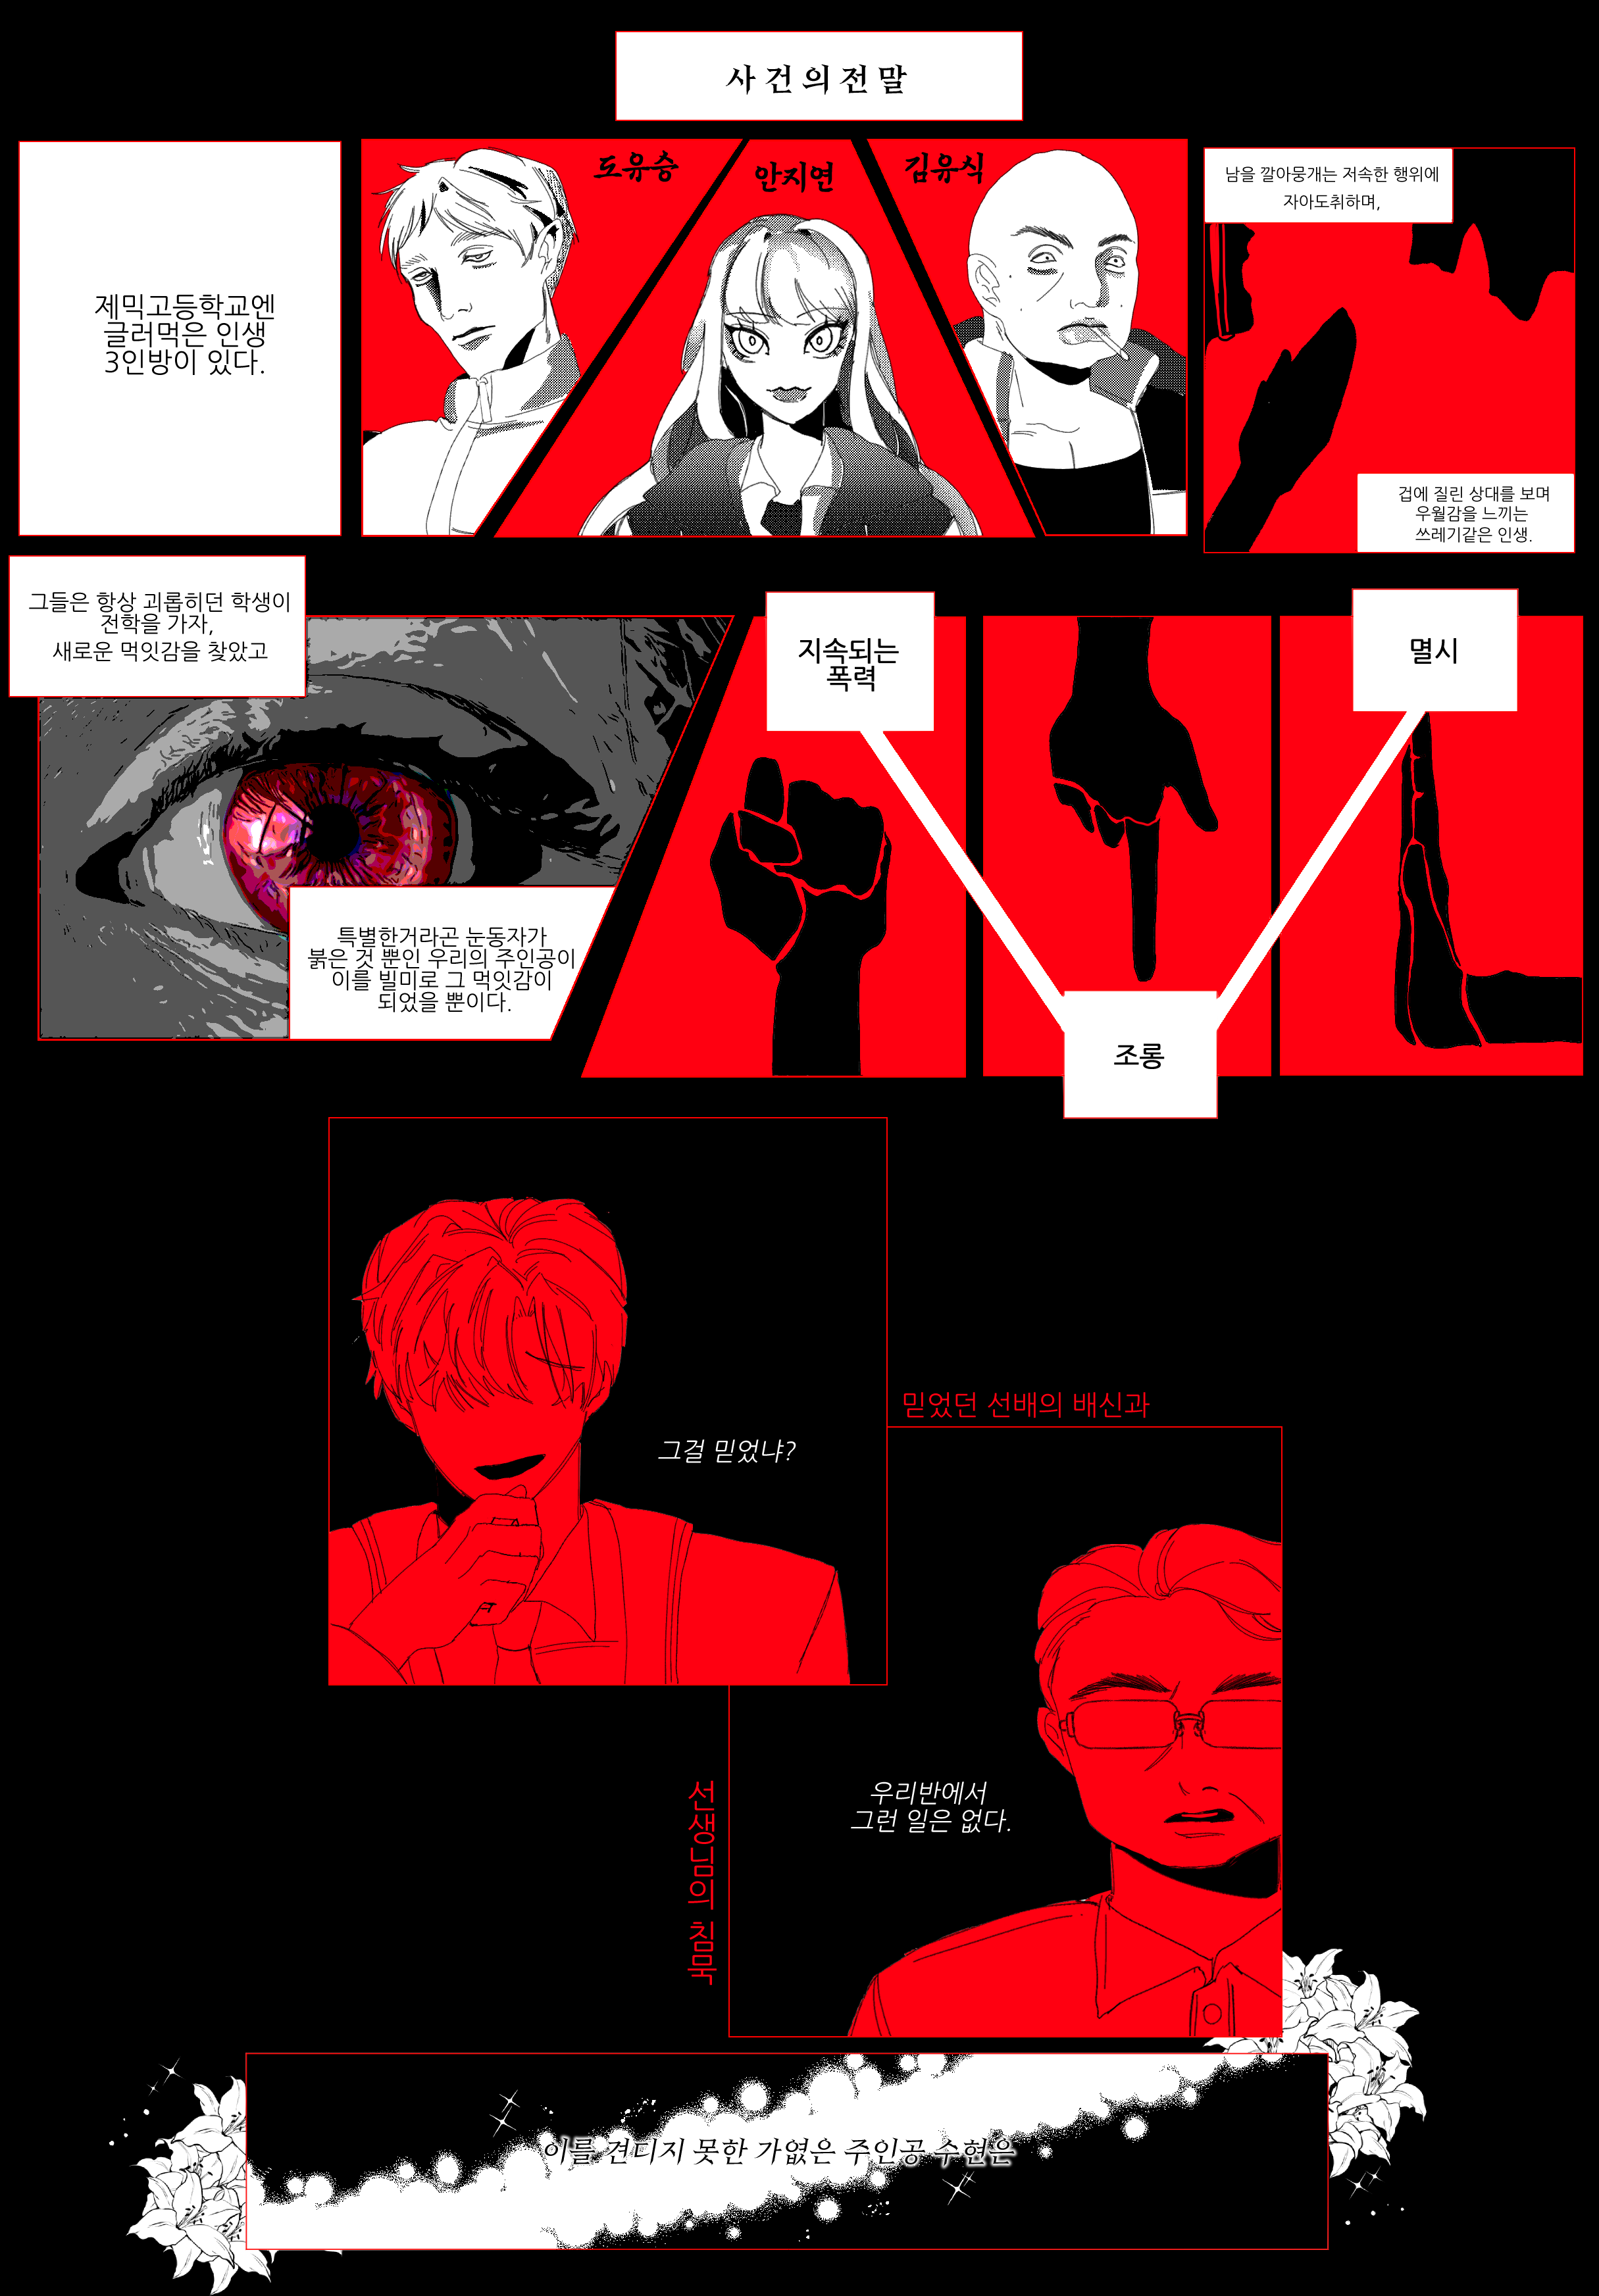 사건의전말
제믹고등학교엔
글러먹은 인생
3인방이 있다.
도유승
안지연
김유식
남을 깔아뭉개는 저속한 행위에
자아도취하며,
겁에 질린 상대를 보며
우월감을 느끼는
쓰레기같은 인생.
그들은 항상 괴롭히던 학생이
전학을 가자,
새로운 먹잇감을 찾았고
특별한거라곤 눈동자가
붉은 것 뿐인 우리의 주인공이
이를 빌미로 그 먹잇감이
되었을 뿐이다.
지속되는
폭력
조롱
멸시
그걸 믿었냐?
믿었던 선배의 배신과
우리반에서
그런 일은 없다.
선생님의 침묵
이를 견디지 못한 가엾은 주인공 수현은